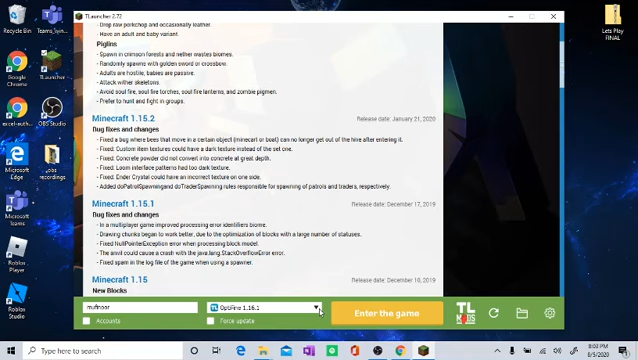 TLauncher 2.72
- Drop raw porkchop and occasionally leather.
- Have an adult and baby variant.
Piglins
- Spawn in crimson forests and nether wastes biomes.
- Randomly spawns with golden sword or crossbow.
- Adults are hostile, babies are passive.
- Attack wither skeletons.
- Avoid soul fire, soul torches, soul fire lanterns, and zombie pigmen.
- Prefer to hunt and fight in groups.
Minecraft 1.15.2
Release date: January 21, 2020
Bug fixes and changes
- Fixed a bug where bees that move in a certain object (minecart or boat) can no longer get out of the hive after entering it.
- Fixed: Custom item textures could have a dark texture instead of the set one.
- Fixed: Concrete powder did not convert into concrete at great depth.
- Fixed: Loom interface patterns had too dark texture.
- Fixed: Ender Crystal could have an incorrect texture on one side.
- Added doPatrolSpawningand doTraderSpawning rules responsible for spawning of patrols and traders, respectively.
Minecraft 1.15.1
Release date: December 17, 2019
Bug fixes and changes
- In a multiplayer game improved processing error identifiers biome.
- Drawing chunks began to work better, due to the optimization of blocks with a large number of statuses.
- Fixed NullPointerException error when processing block model.
- The anvil could cause a crash with the java.lang.StackOverflowError error.
- Fixed spam in the log file of the game when using a spawner.
Minecraft 1.15
Release date: December 10, 2019
New Blocks
mufinoor
OptiFine 1.16.1
Enter the game
Accounts
Force update
Recycle Bin
Google Chrome
Microsoft Edge
Microsoft Teams
Roblox Player
Roblox Studio
TLauncher
OBS Studio
Lets Play FINAL
Type here to search
8:02 PM
8/5/2020